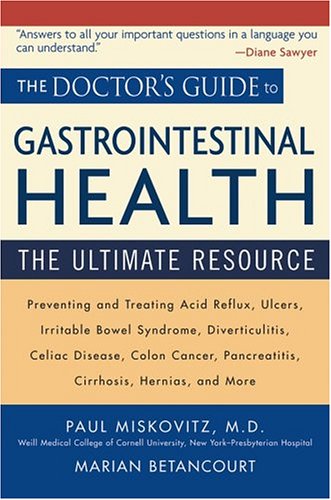 "Answers to all your important questions in a language you
can understand."
—Diane Sawyer
THE DOCTOR'S GUIDE to
GASTROINTESTINAL
HEALTH
THE ULTIMATE RESOURCE
Preventing and Treating Acid Reflux, Ulcers,
Irritable Bowel Syndrome, Diverticulitis,
Celiac Disease, Colon Cancer, Pancreatitis,
Cirrhosis, Hernias, and More
PAUL MISKOVITZ, M.D.
Weill Medical College of Cornell University, New York–Presbyterian Hospital
MARIAN BETANCOURT